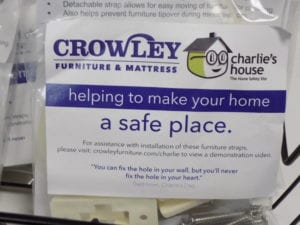 Detachable strap allows for easy moving of
Also helps prevent furniture tipover during
CROWLEY
FURNITURE & MATTRESS
charlie's
house
The Home Safety Site
helping to make your home
a safe place.
For assistance with installation of these furniture straps,
please visit: crowleyfurniture.com/charlie to view a demonstration video.
"You can fix the hole in your wall, but you'll never
fix the hole in your heart."